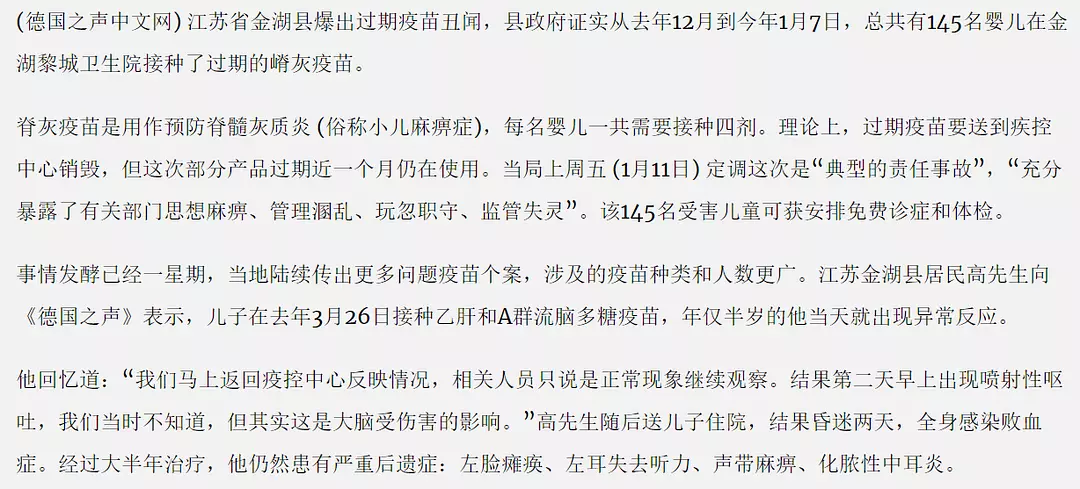 (德国之声中文网) 江苏省金湖县爆出过期疫苗丑闻，县政府证实从去年12月到今年1月7日，总共有145名婴儿在金
湖黎城卫生院接种了过期的嵴灰疫苗。
脊灰疫苗是用作预防脊髓灰质炎 (俗称小儿麻痹症)，每名婴儿一共需要接种四剂。理论上，过期疫苗要送到疾控
中心销毁，但这次部分产品过期近一个月仍在使用。当局上周五 (1月11日) 定调这次是“典型的责任事故”，“充分
暴露了有关部门思想麻痹、管理溷乱、玩忽职守、监管失灵”。该145名受害儿童可获安排免费诊症和体检。
事情发酵已经一星期，当地陆续传出更多问题疫苗个案，涉及的疫苗种类和人数更广。江苏金湖县居民高先生向
《德国之声》表示，儿子在去年3月26日接种乙肝和A群流脑多糖疫苗，年仅半岁的他当天就出现异常反应。
他回忆道：“我们马上返回疫控中心反映情况，相关人员只说是正常现象继续观察。结果第二天早上出现喷射性呕
吐，我们当时不知道，但其实这是大脑受伤害的影响。”高先生随后送儿子住院，结果昏迷两天，全身感染败血
症。经过大半年治疗，他仍然患有严重后遗症：左脸瘫痪、左耳失去听力、声带麻痹、化脓性中耳炎。